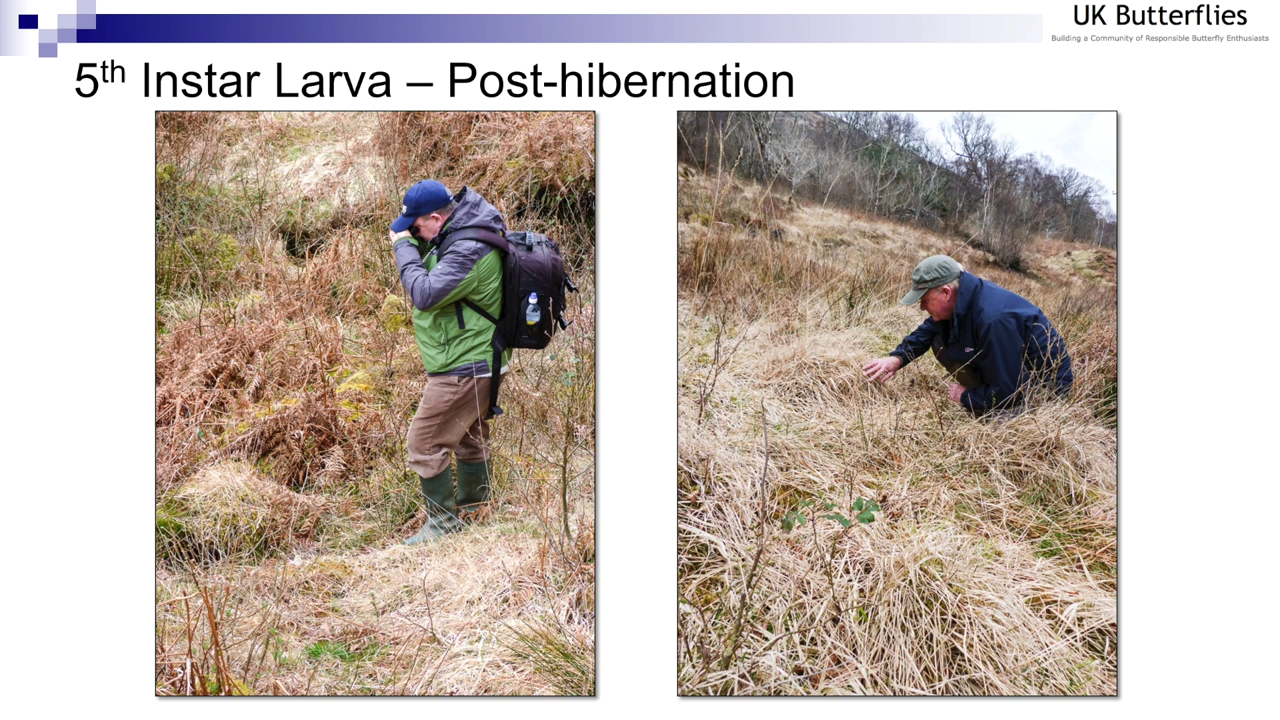 UK Butterflies
Building a Community of Responsible Butterfly Enthusiasts
5th Instar Larva – Post-hibernation